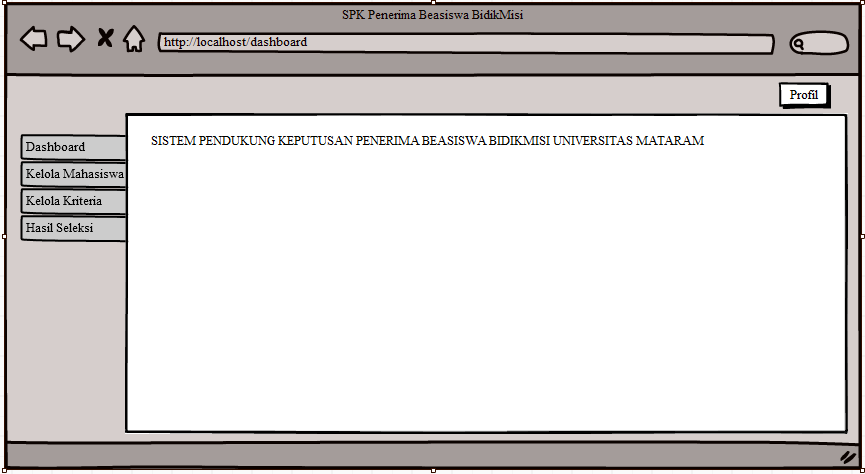 SPK Penerima Beasiswa BidikMisi
http://localhost/dashboard
Profil
Dashboard
Kelola Mahasiswa
Kelola Kriteria
Hasil Seleksi
SISTEM PENDUKUNG KEPUTUSAN PENERIMA BEASISWA BIDIKMISI UNIVERSITAS MATARAM